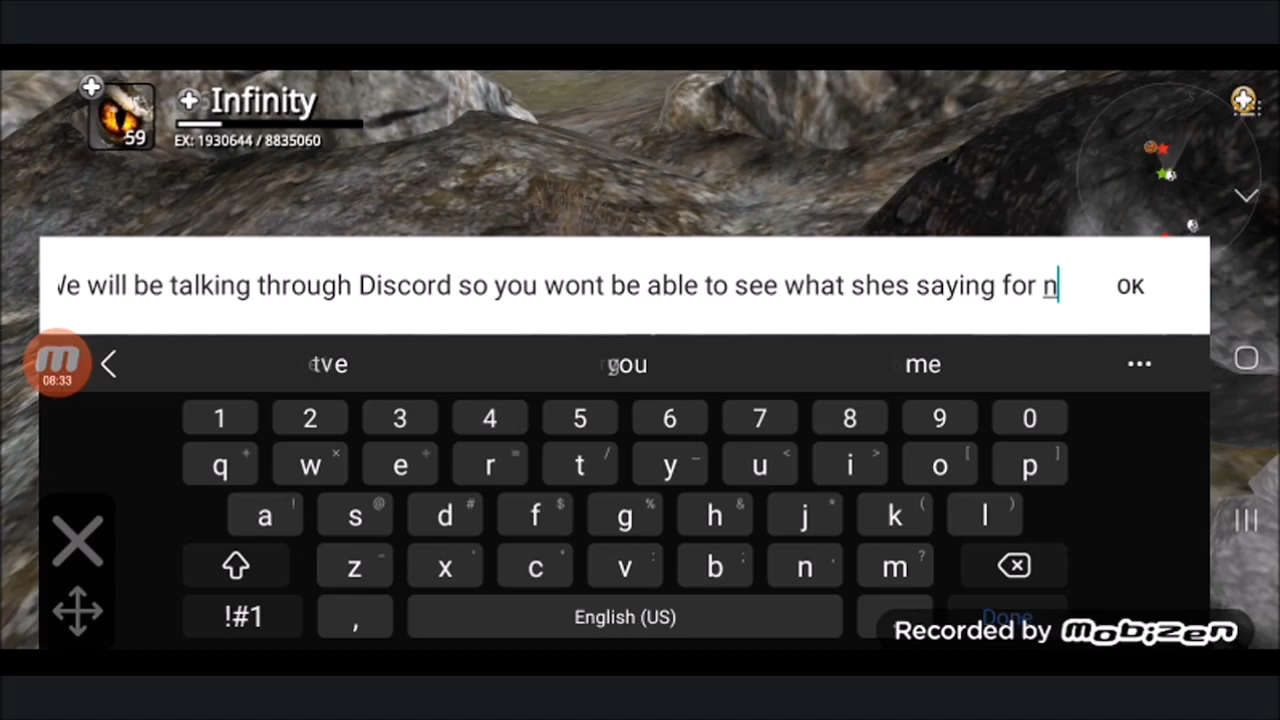 Infinity
59
EX: 1930644 / 8835060
We will be talking through Discord so you wont be able to see what shes saying for n
OK
08:33
you
me
1 2 3 4 5 6 7 8 9 0
q w e r t y u i o p
a s d f g h j k l
z x c v b n m
!#1 , English (US) Done
Recorded by mobizen